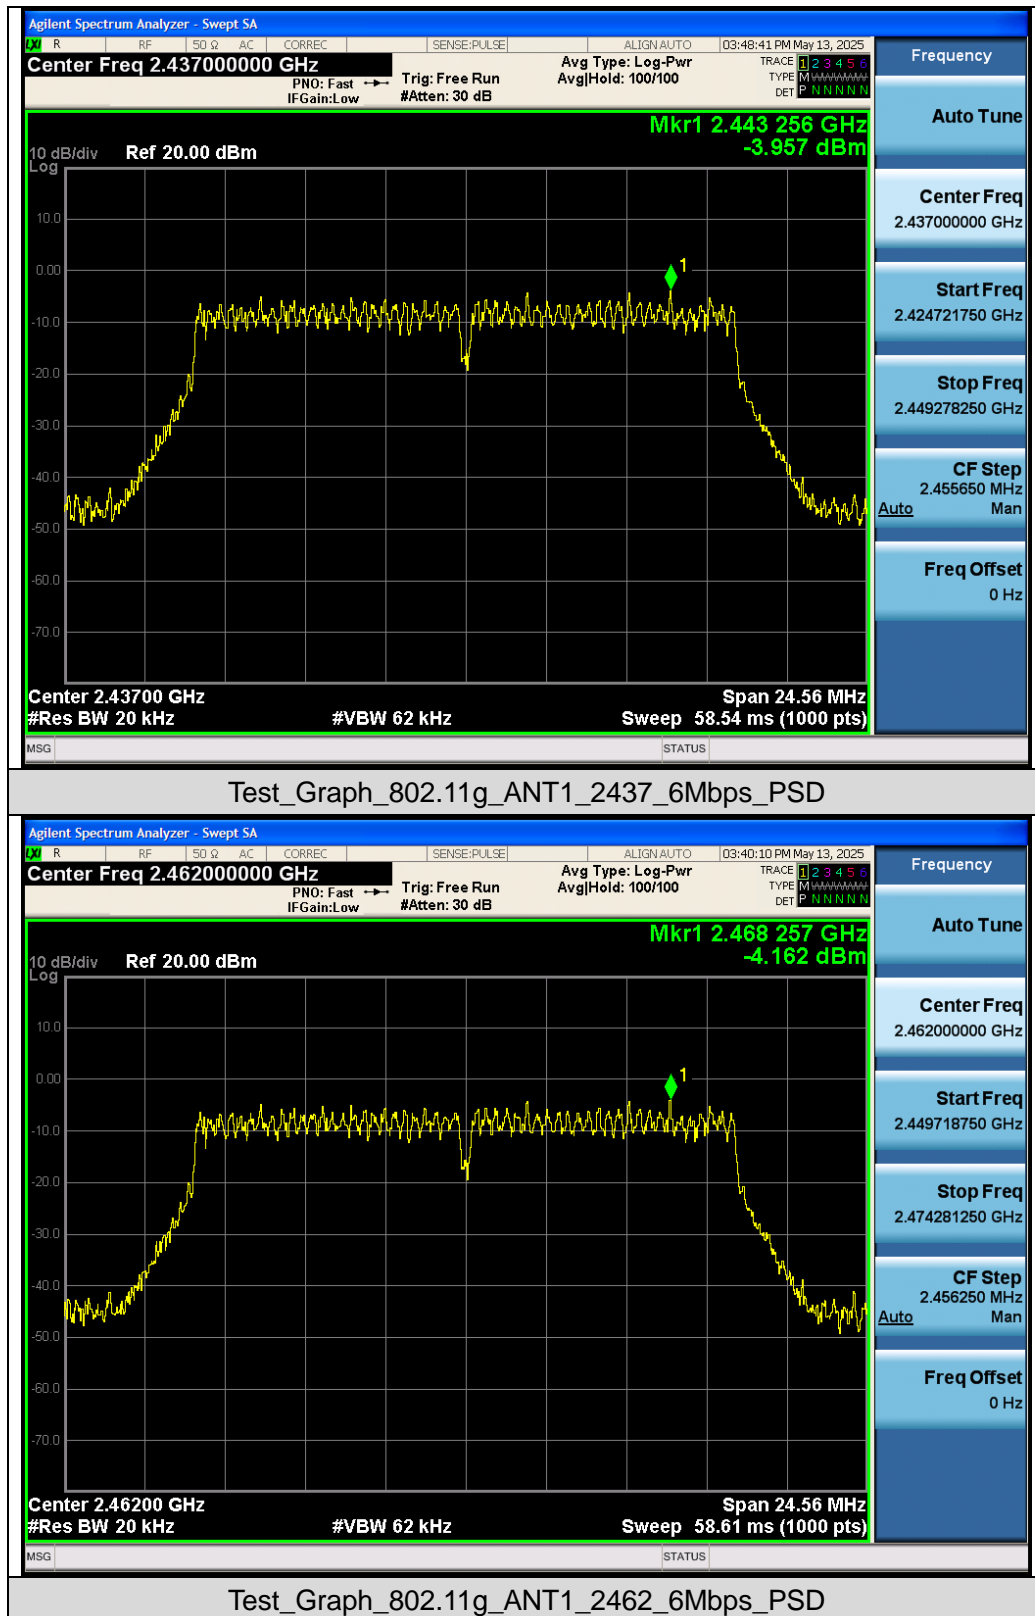 Agilent Spectrum Analyzer - Swept SA
LXI R RF 50 Ω AC CORREC SENSE:PULSE ALIGN AUTO 03:48:41 PM May 13, 2025
Center Freq 2.437000000 GHz
PNO: Fast
IFGain:Low
Trig: Free Run
#Atten: 30 dB
Avg Type: Log-Pwr
Avg|Hold: 100/100
TRACE 1 2 3 4 5 6
TYPE M
DET P N N N N N
Mkr1 2.443 256 GHz
-3.957 dBm
10 dB/div Ref 20.00 dBm
Log
10.0
0.00
-10.0
-20.0
-30.0
-40.0
-50.0
-60.0
-70.0
1
Center 2.43700 GHz Span 24.56 MHz
#Res BW 20 kHz #VBW 62 kHz Sweep 58.54 ms (1000 pts)
MSG STATUS
Frequency
Auto Tune
Center Freq
2.437000000 GHz
Start Freq
2.424721750 GHz
Stop Freq
2.449278250 GHz
CF Step
2.455650 MHz
Auto Man
Freq Offset
0 Hz
Test_Graph_802.11g_ANT1_2437_6Mbps_PSD
Agilent Spectrum Analyzer - Swept SA
LXI R RF 50 Ω AC CORREC SENSE:PULSE ALIGN AUTO 03:40:10 PM May 13, 2025
Center Freq 2.462000000 GHz
PNO: Fast
IFGain:Low
Trig: Free Run
#Atten: 30 dB
Avg Type: Log-Pwr
Avg|Hold: 100/100
TRACE 1 2 3 4 5 6
TYPE M
DET P N N N N N
Mkr1 2.468 257 GHz
-4.162 dBm
10 dB/div Ref 20.00 dBm
Log
10.0
0.00
-10.0
-20.0
-30.0
-40.0
-50.0
-60.0
-70.0
1
Center 2.46200 GHz Span 24.56 MHz
#Res BW 20 kHz #VBW 62 kHz Sweep 58.61 ms (1000 pts)
MSG STATUS
Frequency
Auto Tune
Center Freq
2.462000000 GHz
Start Freq
2.449718750 GHz
Stop Freq
2.474281250 GHz
CF Step
2.456250 MHz
Auto Man
Freq Offset
0 Hz
Test_Graph_802.11g_ANT1_2462_6Mbps_PSD